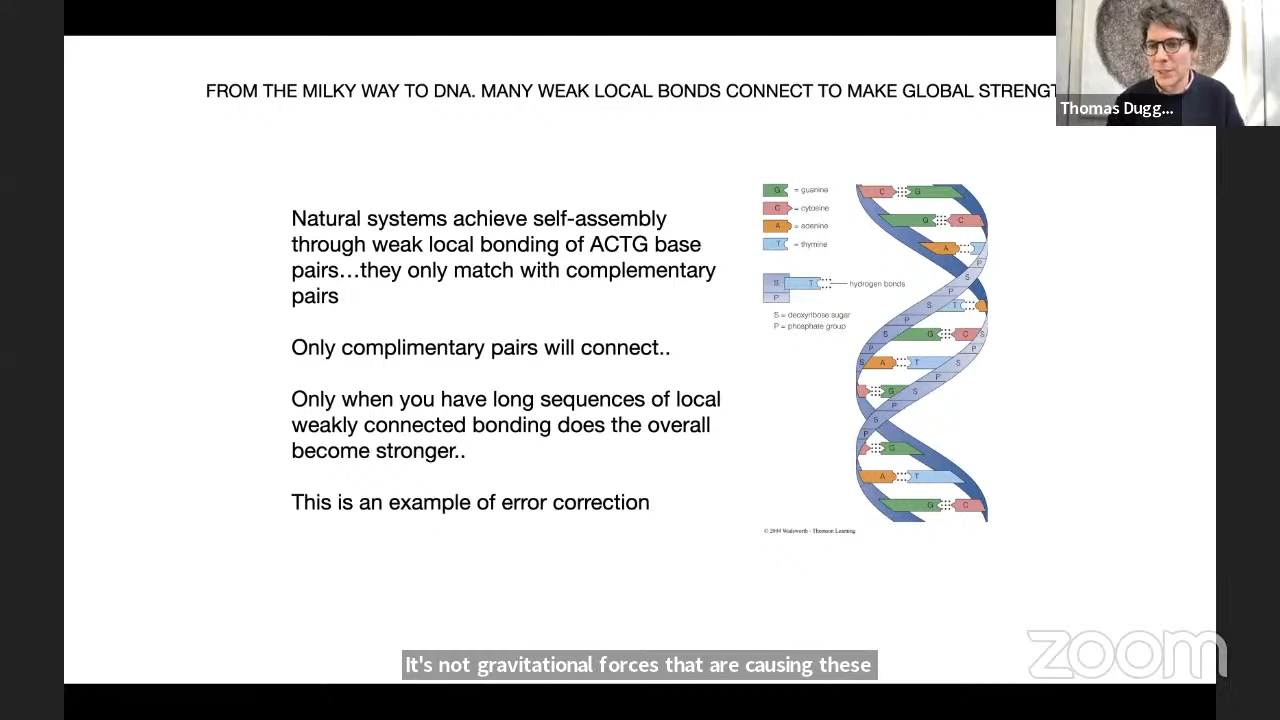 FROM THE MILKY WAY TO DNA. MANY WEAK LOCAL BONDS CONNECT TO MAKE GLOBAL STRENGT
Thomas Dugg...
Natural systems achieve self-assembly
through weak local bonding of ACTG base
pairs…they only match with complementary
pairs
Only complimentary pairs will connect..
Only when you have long sequences of local
weakly connected bonding does the overall
become stronger..
This is an example of error correction
G = guanine
C = cytosine
A = adenine
T = thymine
S T hydrogen bonds
P
S = deoxyribose sugar
P = phosphate group
C G
G C
A
P
S
P
S T
P
S G C S
P P
S A T S
P
G S
P
S
P
G
A T
G C
© 2004 Wadsworth - Thomson Learning
It's not gravitational forces that are causing these
zoom